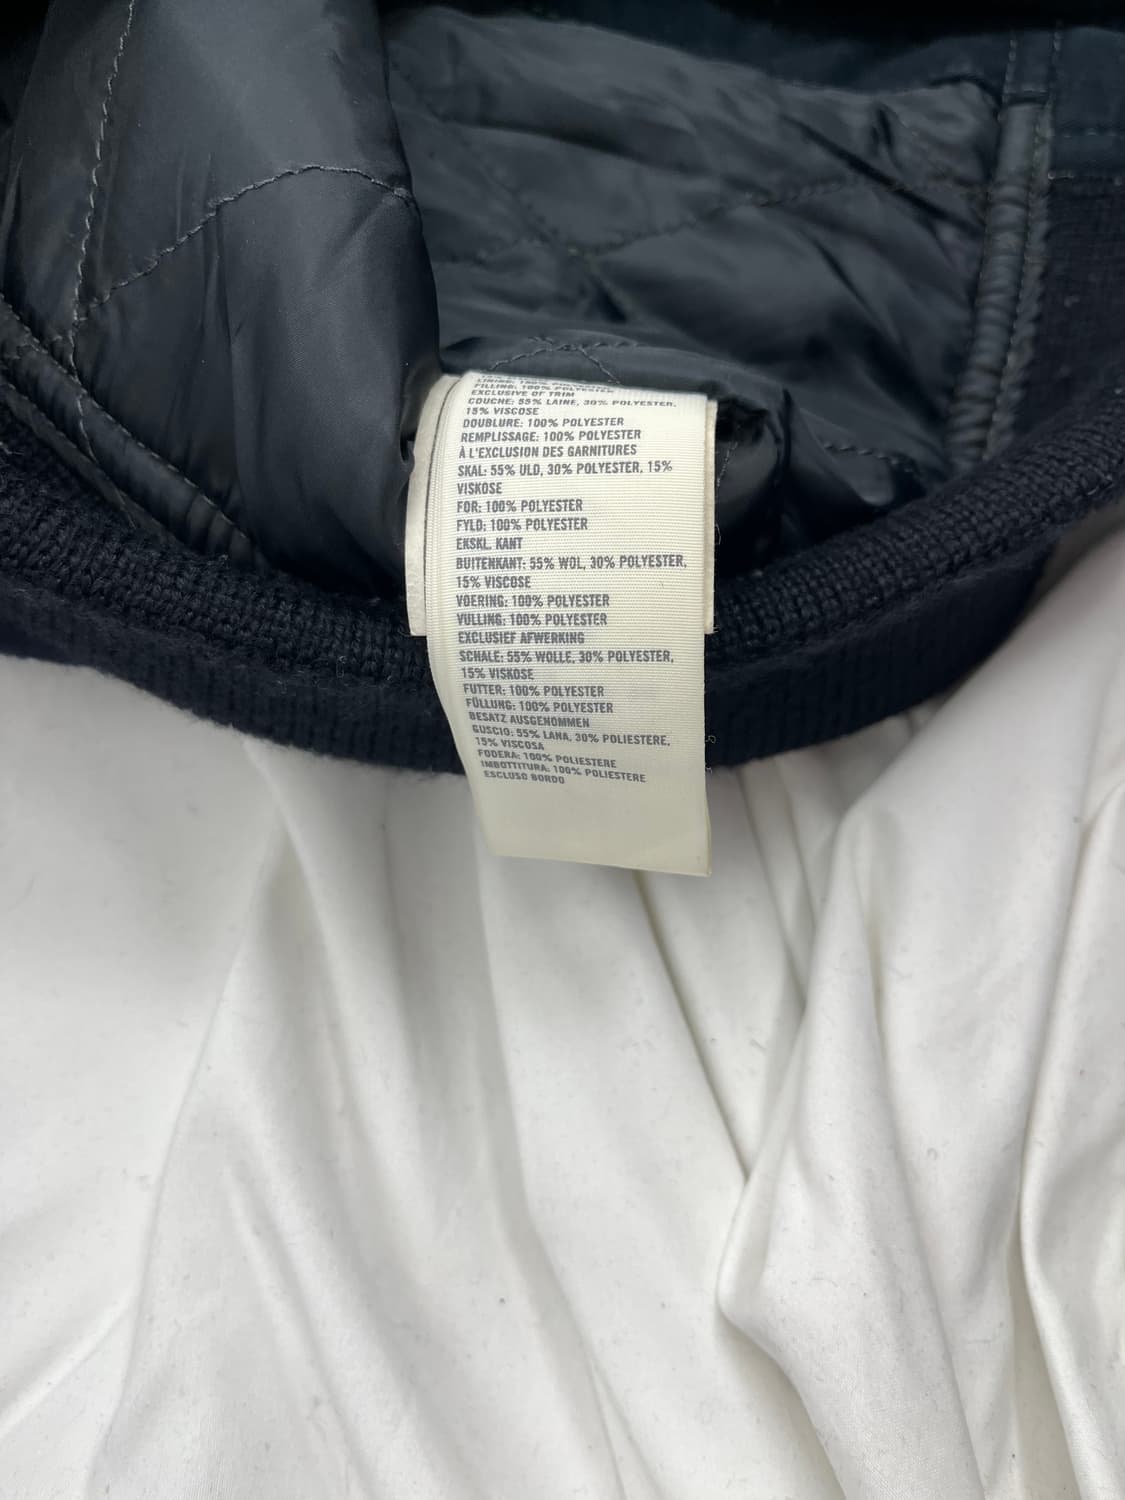 LINING: 100% POLYESTER
FILLING: 100% POLYESTER
EXCLUSIVE OF TRIM
COUCHE: 55% LAINE, 30% POLYESTER,
15% VISCOSE
DOUBLURE: 100% POLYESTER
REMPLISSAGE: 100% POLYESTER
À L'EXCLUSION DES GARNITURES
SKAL: 55% ULD, 30% POLYESTER, 15%
VISKOSE
FOR: 100% POLYESTER
FYLD: 100% POLYESTER
EKSKL. KANT
BUITENKANT: 55% WOL, 30% POLYESTER,
15% VISCOSE
VOERING: 100% POLYESTER
VULLING: 100% POLYESTER
EXCLUSIEF AFWERKING
SCHALE: 55% WOLLE, 30% POLYESTER,
15% VISKOSE
FUTTER: 100% POLYESTER
FÜLLUNG: 100% POLYESTER
BESATZ AUSGENOMMEN
GUSCIO: 55% LANA, 30% POLIESTERE,
15% VISCOSA
FODERA: 100% POLIESTERE
IMBOTTITURA: 100% POLIESTERE
ESCLUSO BORDO